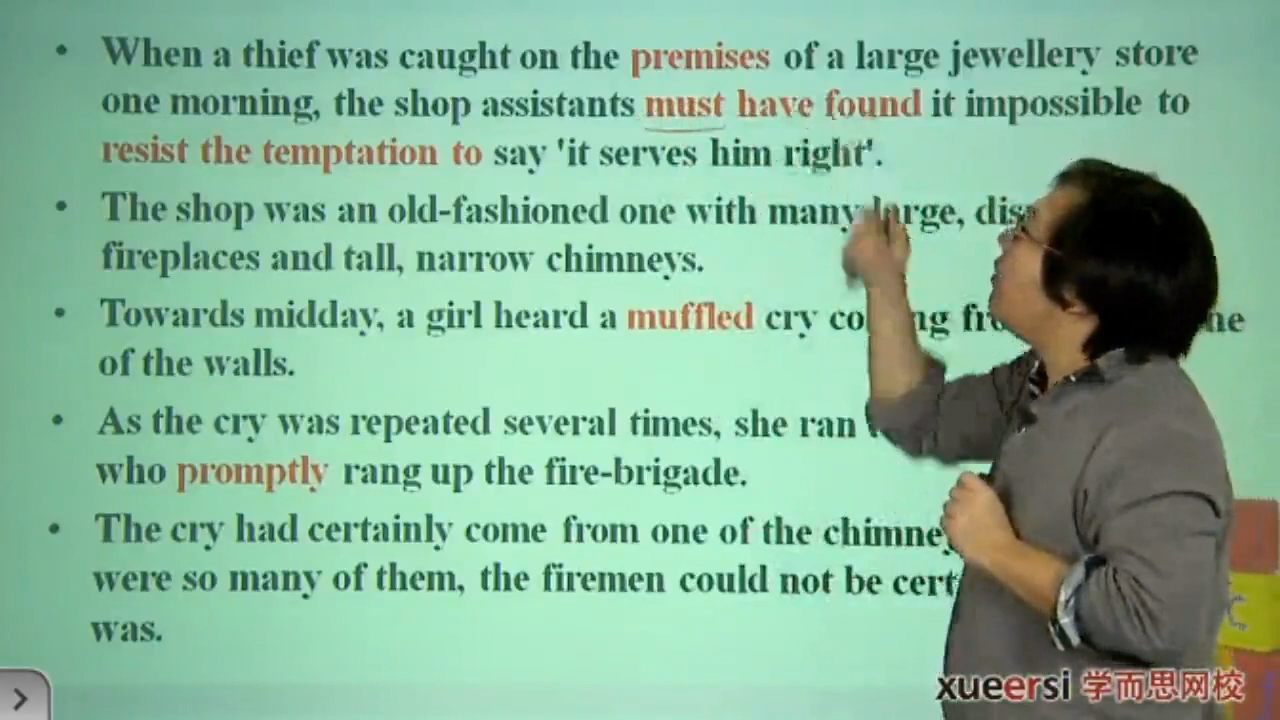 • When a thief was caught on the premises of a large jewellery store
one morning, the shop assistants must have found it impossible to
resist the temptation to say 'it serves him right'.
• The shop was an old-fashioned one with many large,
fireplaces and tall, narrow chimneys.
• Towards midday, a girl heard a muffled cry
of the walls.
• As the cry was repeated several times, she ran
who promptly rang up the fire-brigade.
• The cry had certainly come from one of the
were so many of them, the firemen could not be
was.
xueersi 学而思网校